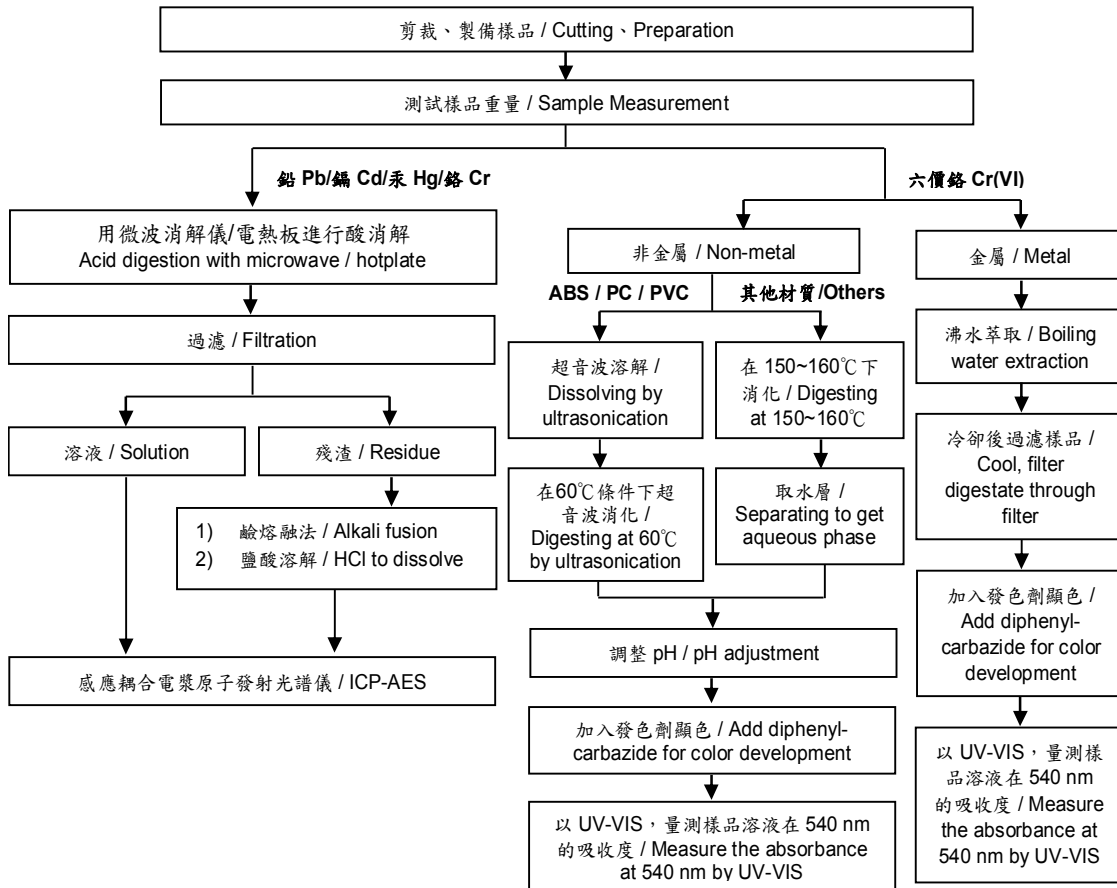 剪裁、製備樣品 / Cutting、Preparation
測試樣品重量 / Sample Measurement
鉛 Pb/鎘 Cd/汞 Hg/鉻 Cr
六價鉻 Cr(VI)
用微波消解儀/電熱板進行酸消解
Acid digestion with microwave / hotplate
非金屬 / Non-metal
金屬 / Metal
ABS / PC / PVC
其他材質/Others
過濾 / Filtration
超音波溶解 /
Dissolving by
ultrasonication
在 150~160℃下
消化 / Digesting
at 150~160℃
沸水萃取 / Boiling
water extraction
溶液 / Solution
殘渣 / Residue
在60℃條件下超
音波消化 /
Digesting at 60℃
by ultrasonication
取水層 /
Separating to get
aqueous phase
冷卻後過濾樣品 /
Cool, filter
digestate through
filter
1) 鹼熔融法 / Alkali fusion
2) 鹽酸溶解 / HCl to dissolve
感應耦合電漿原子發射光譜儀 / ICP-AES
調整 pH / pH adjustment
加入發色劑顯色 /
Add diphenyl-
carbazide for color
development
加入發色劑顯色 / Add diphenyl-
carbazide for color development
以 UV-VIS，量測樣品溶液在 540 nm
的吸收度 / Measure the absorbance
at 540 nm by UV-VIS
以 UV-VIS，量測樣
品溶液在 540 nm
的吸收度 / Measure
the absorbance at
540 nm by UV-VIS